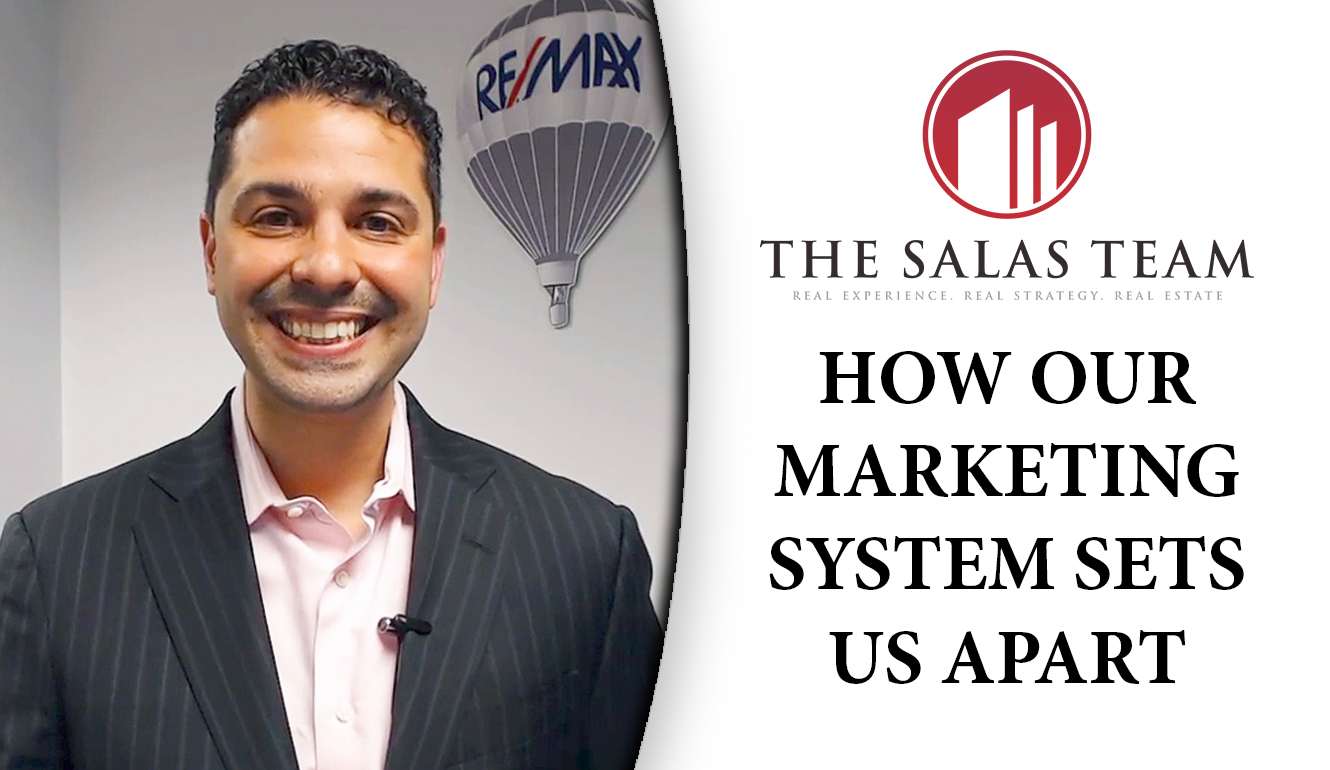 RE/MAX
THE SALAS TEAM
REAL EXPERIENCE. REAL STRATEGY. REAL ESTATE
HOW OUR
MARKETING
SYSTEM SETS
US APART